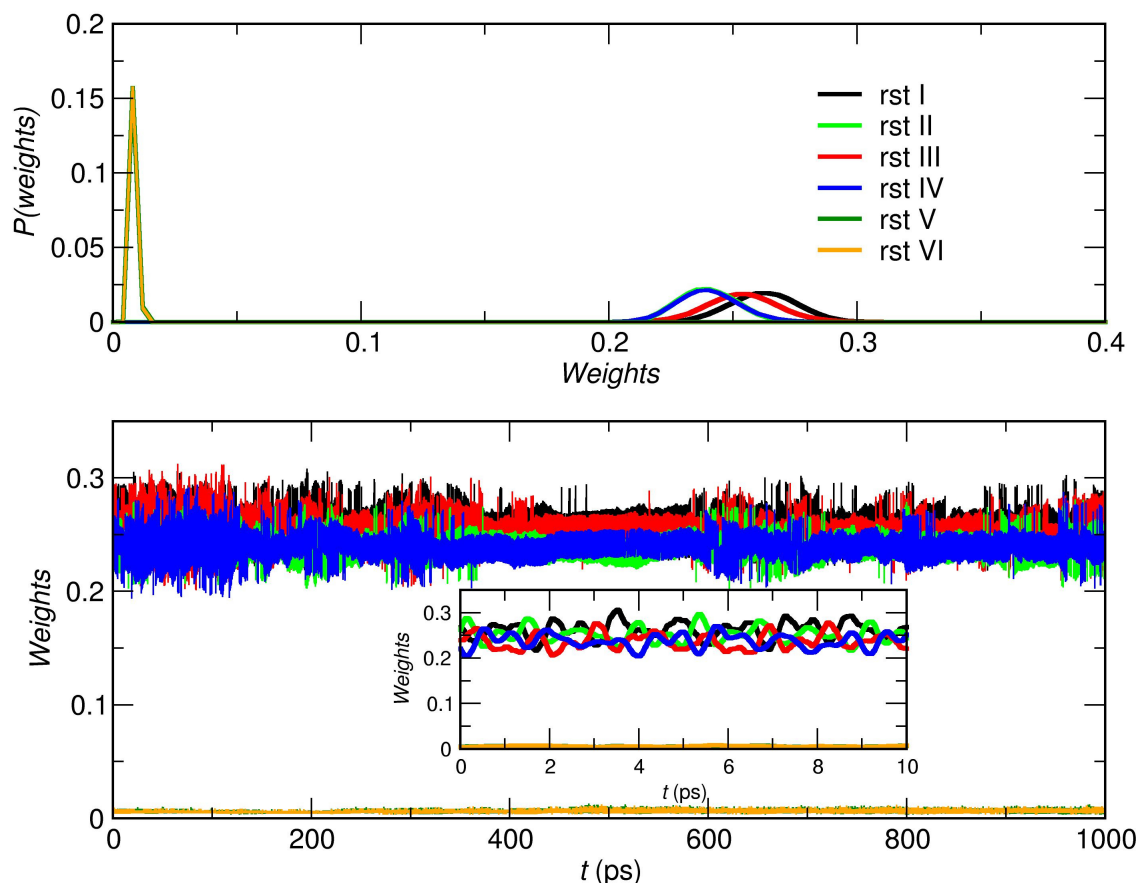 0.2
0.15
0.1
0.05
0
P(weights)
rst I
rst II
rst III
rst IV
rst V
rst VI
0 0.1 0.2 0.3 0.4
Weights
0.3
0.2
0.1
0
Weights
0.3
0.2
0.1
0
Weights
0 2 4 6 8 10
t (ps)
0 200 400 600 800 1000
t (ps)